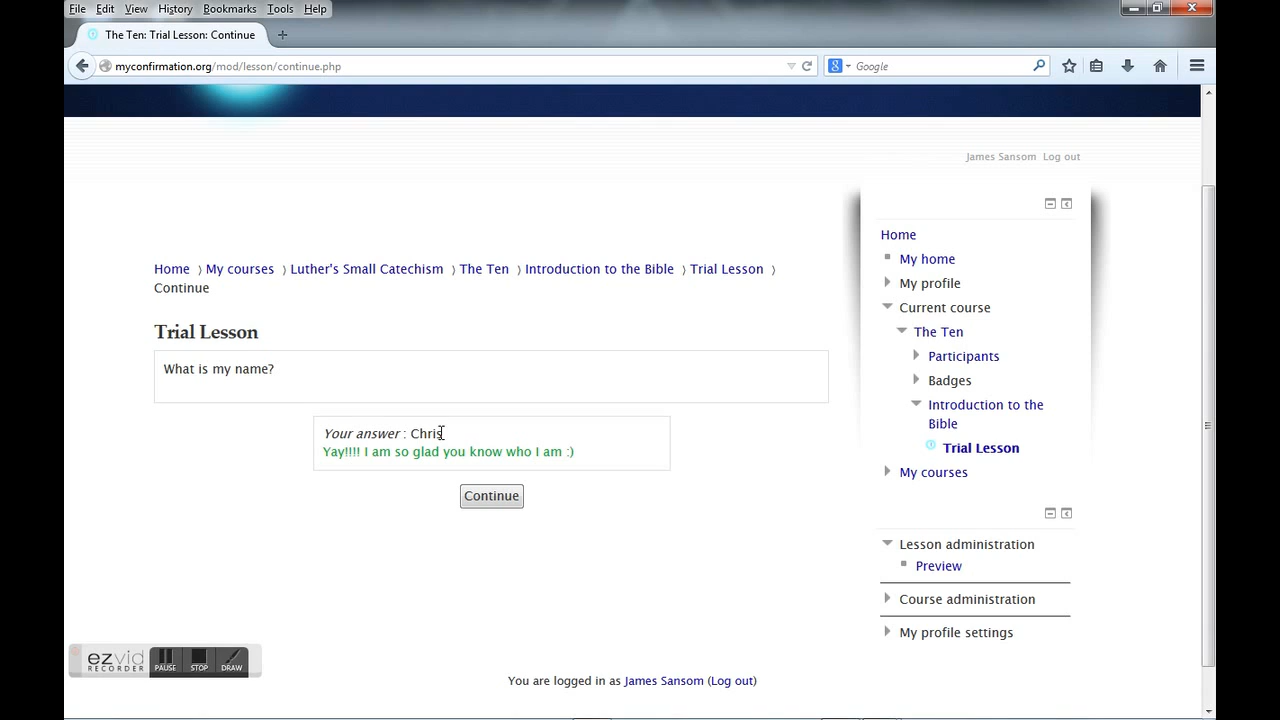 File Edit View History Bookmarks Tools Help
The Ten: Trial Lesson: Continue
myconfirmation.org/mod/lesson/continue.php
Google
James Sansom Log out
Home 〉 My courses 〉 Luther's Small Catechism 〉 The Ten 〉 Introduction to the Bible 〉 Trial Lesson 〉
Continue
Trial Lesson
What is my name?
Your answer : Chris
Yay!!!! I am so glad you know who I am :)
Continue
Home
My home
My profile
Current course
The Ten
Participants
Badges
Introduction to the
Bible
Trial Lesson
My courses
Lesson administration
Preview
Course administration
My profile settings
ezvid
RECORDER
PAUSE STOP DRAW
You are logged in as James Sansom (Log out)